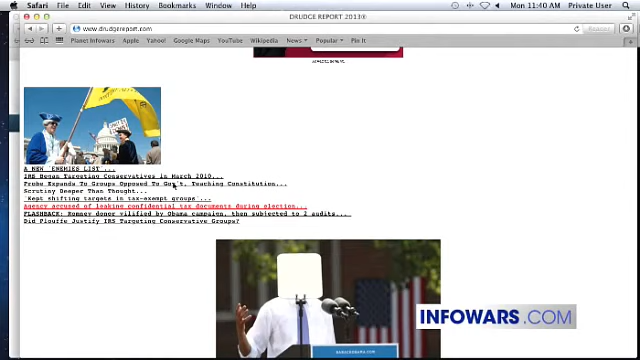 Safari File Edit View History Bookmarks Window Help Mon 11:40 AM Private User
DRUDGE REPORT 2013®
www.drudgereport.com
Planet Infowars Apple Yahoo! Google Maps YouTube Wikipedia News Popular Pin It
A NEW 'ENEMIES LIST'...
IRS Began Targeting Conservatives in March 2010...
Probe Expands To Groups Opposed To Gov't, Teaching Constitution...
Scrutiny Deeper Than Thought...
'Kept shifting targets in tax-exempt groups'...
Agency accused of leaking confidential tax documents during election...
FLASHBACK: Romney donor vilified by Obama campaign, then subjected to 2 audits...
Did Plouffe Justify IRS Targeting Conservative Groups?
INFOWARS.COM
BARACKOBAMA.COM